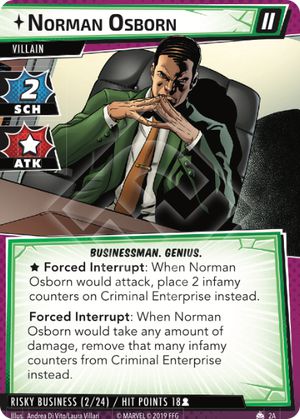 NORMAN OSBORN
II
VILLAIN
2
SCH
ATK
BUSINESSMAN. GENIUS.
★ Forced Interrupt: When Norman
Osborn would attack, place 2 infamy
counters on Criminal Enterprise instead.
Forced Interrupt: When Norman
Osborn would take any amount of
damage, remove that many infamy
counters from Criminal Enterprise
instead.
RISKY BUSINESS (2/24) / HIT POINTS 18
Illus. Andrea Di Vito/Laura Villari
© MARVEL © 2019 FFG
2A